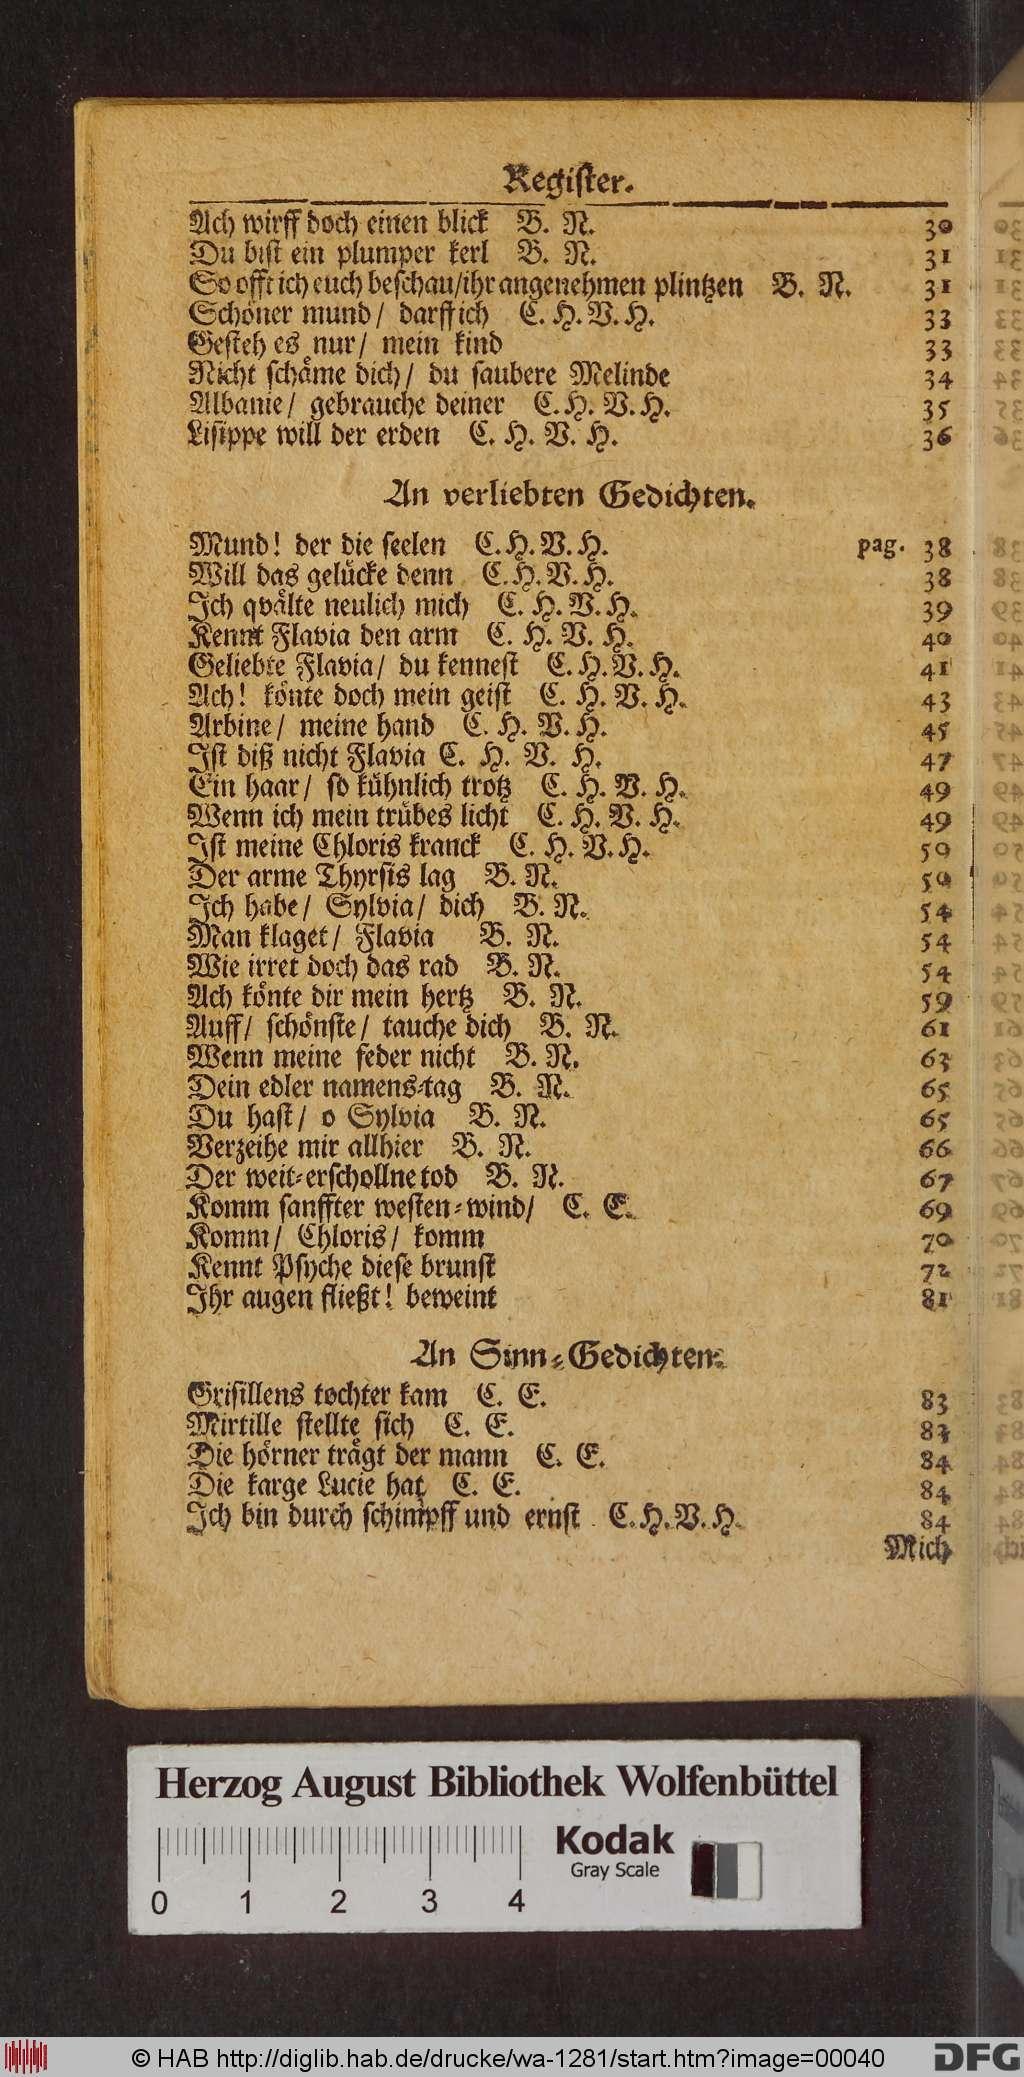 Register.
Ach wirff doch einen blick B. N. 30
Du bist ein plumper kerl B. N. 31
So offt ich euch beschau/ihr angenehmen plintzen B. N. 31
Schöner mund/ darff ich C. H. V. H. 33
Gesteh es nur/ mein kind 33
Nicht schäme dich/ du saubere Melinde 34
Albanie/ gebrauche deiner C. H. V. H. 35
Lisippe will der erden C. H. V. H. 36
An verliebten Gedichten.
Mund! der die seelen C. H. V. H. pag. 38
Will das gelücke denn C. H. V. H. 38
Ich qvälte neulich mich C. H. V. H. 39
Kennt Flavia den arm C. H. V. H. 40
Geliebte Flavia/ du kennest C. H. V. H. 41
Ach! könte doch mein geist C. H. V. H. 43
Arbine/ meine hand C. H. V. H. 45
Ist diß nicht Flavia C. H. V. H. 47
Ein haar/ so kühnlich trotz C. H. V. H. 49
Wenn ich mein trübes licht C. H. V. H. 49
Ist meine Chloris kranck C. H. V. H. 50
Der arme Thyrsis lag B. N. 50
Ich habe/ Sylvia/ dich B. N. 54
Man klaget/ Flavia B. N. 54
Wie irret doch das rad B. N. 54
Ach könte dir mein hertz B. N. 59
Auff/ schönste/ tauche dich B. N. 61
Wenn meine feder nicht B. N. 63
Dein edler namens-tag B. N. 65
Du hast/ o Sylvia B. N. 65
Verzeihe mir allhier B. N. 66
Der weit-erschollne tod B. N. 67
Komm sanffter westen-wind/ C. E. 69
Komm/ Chloris/ komm 70
Kennt Psyche diese brunst 72
Ihr augen fließt! beweint 81
An Sinn-Gedichten.
Grisillens tochter kam C. E. 83
Mirtille stellte sich C. E. 83
Die hörner trägt der mann C. E. 84
Die karge Lucie hat C. E. 84
Ich bin durch schimpff und ernst C. H. V. H. 84
Mich
Herzog August Bibliothek Wolfenbüttel
Kodak
Gray Scale
0 1 2 3 4
© HAB http://diglib.hab.de/drucke/wa-1281/start.htm?image=00040
DFG